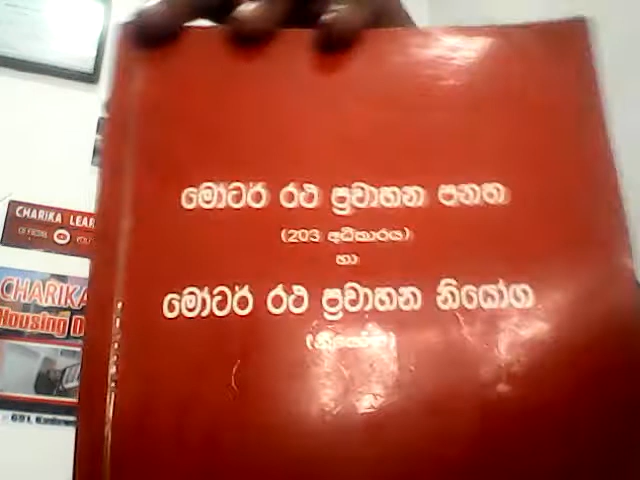 මෝටර් රථ ප්‍රවාහන පනත
(203 අධිකාරය)
හා
මෝටර් රථ ප්‍රවාහන නියෝග
CHARIKA LEAR
CHARIKA
Housing